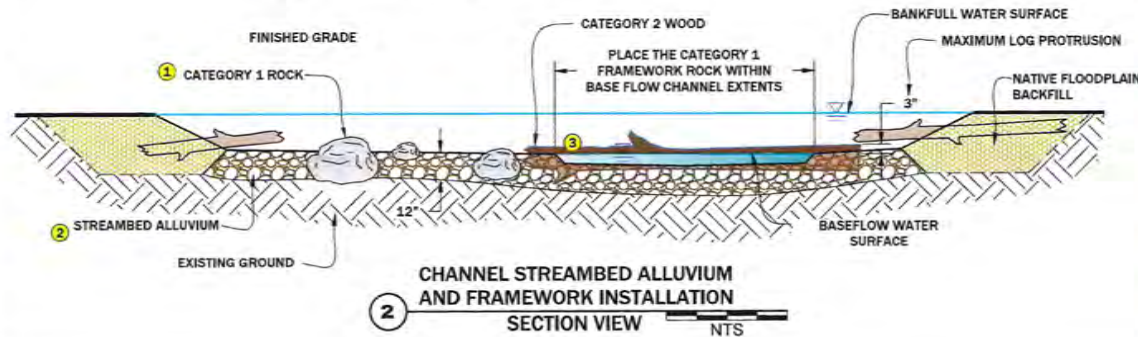 FINISHED GRADE
CATEGORY 2 WOOD
BANKFULL WATER SURFACE
MAXIMUM LOG PROTRUSION
1 CATEGORY 1 ROCK
PLACE THE CATEGORY 1
FRAMEWORK ROCK WITHIN
BASE FLOW CHANNEL EXTENTS
NATIVE FLOODPLAIN
BACKFILL
3"
3
12"
2 STREAMBED ALLUVIUM
BASEFLOW WATER
SURFACE
EXISTING GROUND
2
CHANNEL STREAMBED ALLUVIUM
AND FRAMEWORK INSTALLATION
SECTION VIEW
NTS